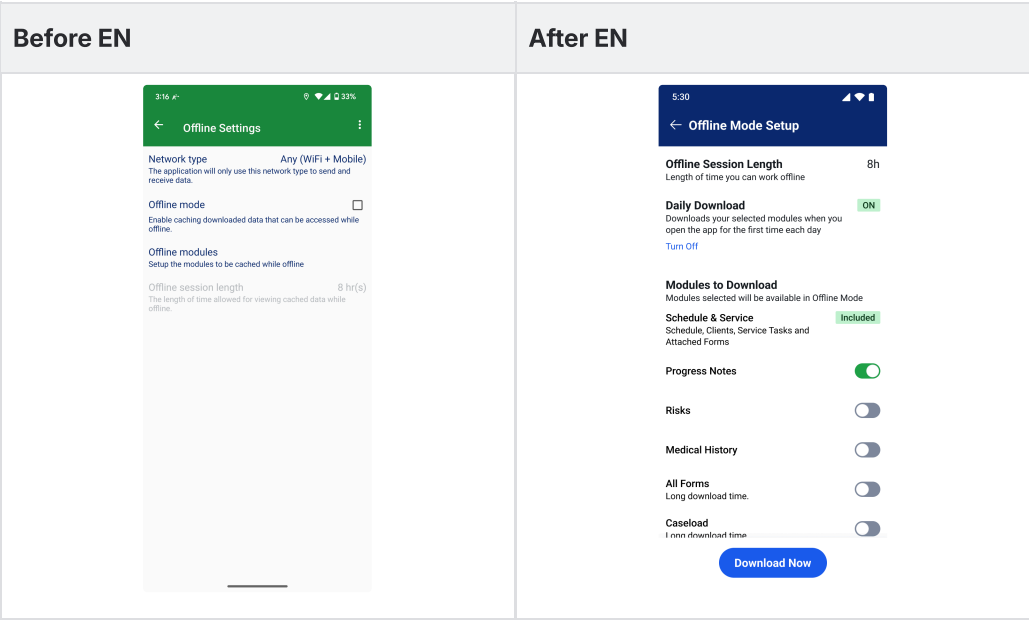 Before EN
After EN
3:16
33%
Offline Settings
Network type
Any (WiFi + Mobile)
The application will only use this network type to send and
receive data.
Offline mode
Enable caching downloaded data that can be accessed while
offline.
Offline modules
Setup the modules to be cached while offline
Offline session length
8 hr(s)
The length of time allowed for viewing cached data while
offline.
5:30
Offline Mode Setup
Offline Session Length
8h
Length of time you can work offline
Daily Download
ON
Downloads your selected modules when you
open the app for the first time each day
Turn Off
Modules to Download
Modules selected will be available in Offline Mode
Schedule & Service
Included
Schedule, Clients, Service Tasks and
Attached Forms
Progress Notes
Risks
Medical History
All Forms
Long download time.
Caseload
Long download time
Download Now